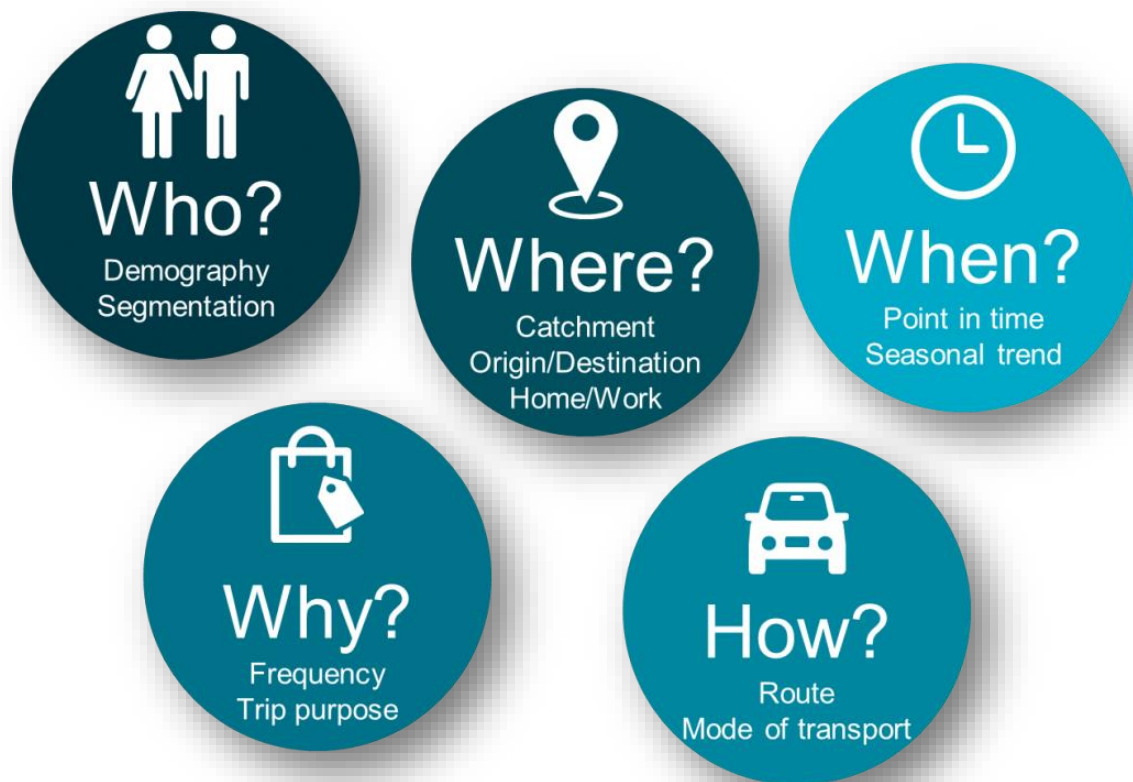 Who?
Demography
Segmentation
Where?
Catchment
Origin/Destination
Home/Work
When?
Point in time
Seasonal trend
Why?
Frequency
Trip purpose
How?
Route
Mode of transport